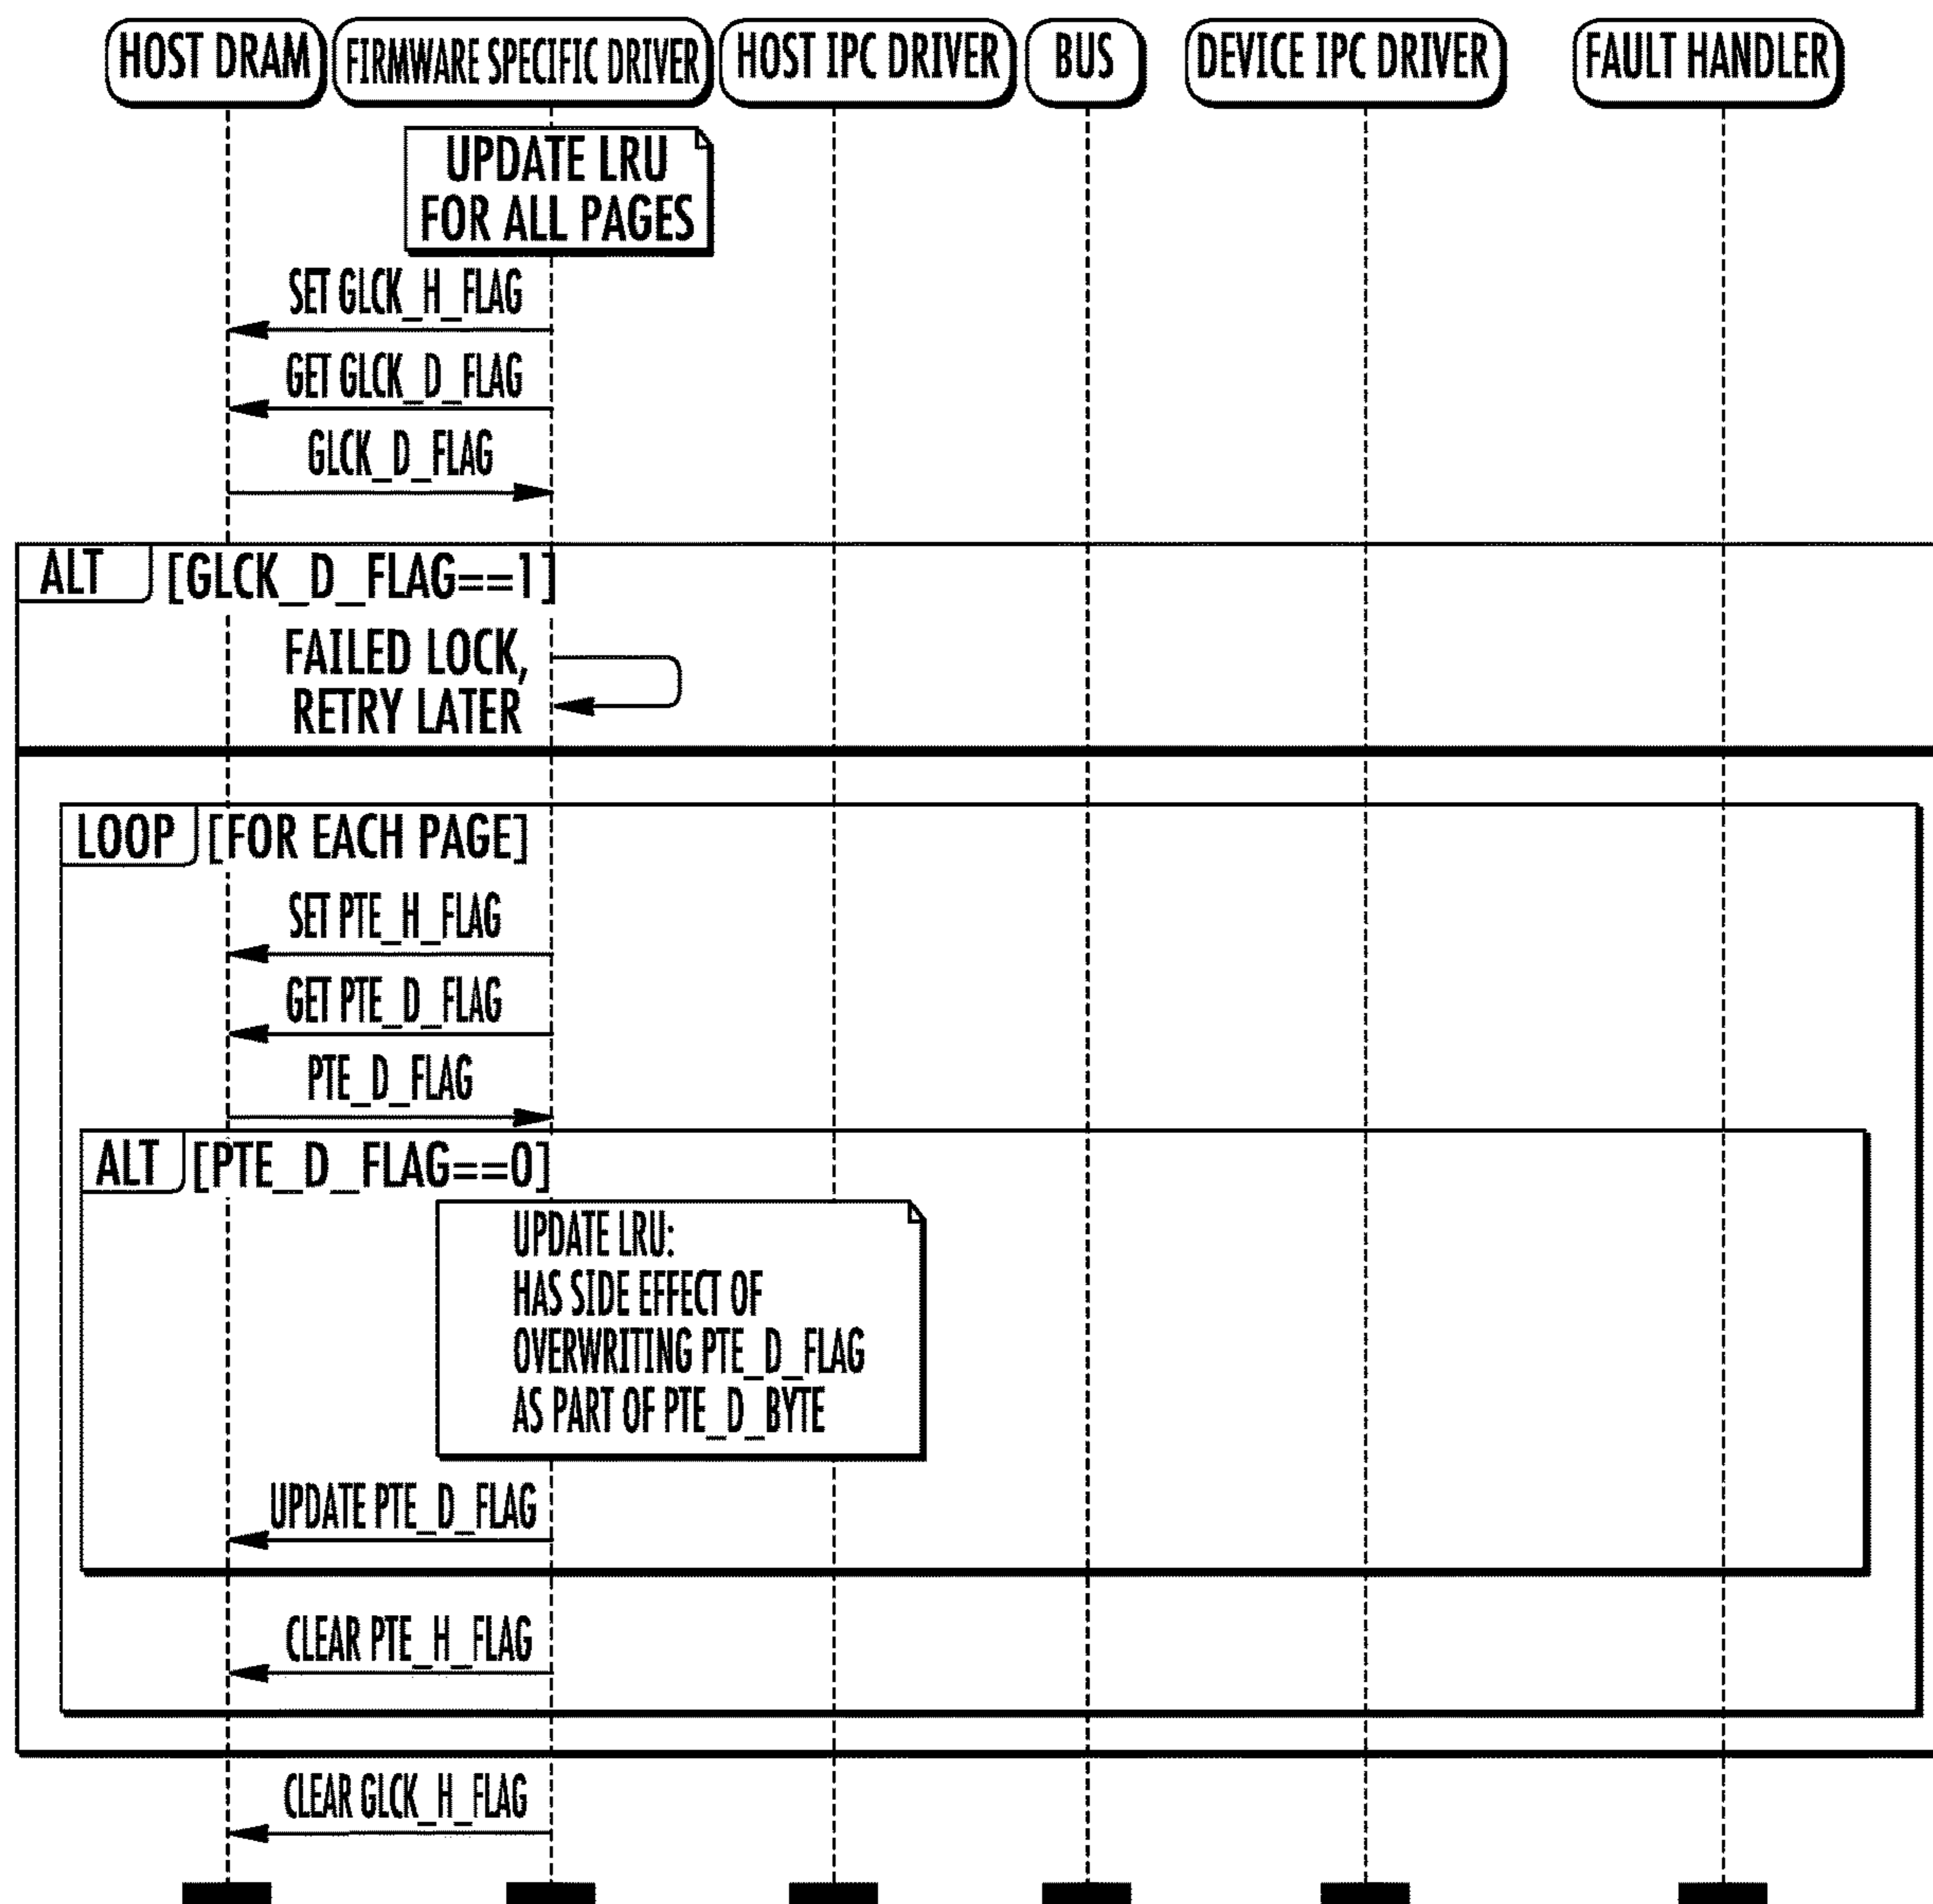 HOST DRAM
FIRMWARE SPECIFIC DRIVER
HOST IPC DRIVER
BUS
DEVICE IPC DRIVER
FAULT HANDLER
UPDATE LRU
FOR ALL PAGES
SET GLCK_H_FLAG
GET GLCK_D_FLAG
GLCK_D_FLAG
ALT [GLCK_D_FLAG==1]
FAILED LOCK,
RETRY LATER
LOOP [FOR EACH PAGE]
SET PTE_H_FLAG
GET PTE_D_FLAG
PTE_D_FLAG
ALT [PTE_D_FLAG==0]
UPDATE LRU:
HAS SIDE EFFECT OF
OVERWRITING PTE_D_FLAG
AS PART OF PTE_D_BYTE
UPDATE PTE_D_FLAG
CLEAR PTE_H_FLAG
CLEAR GLCK_H_FLAG